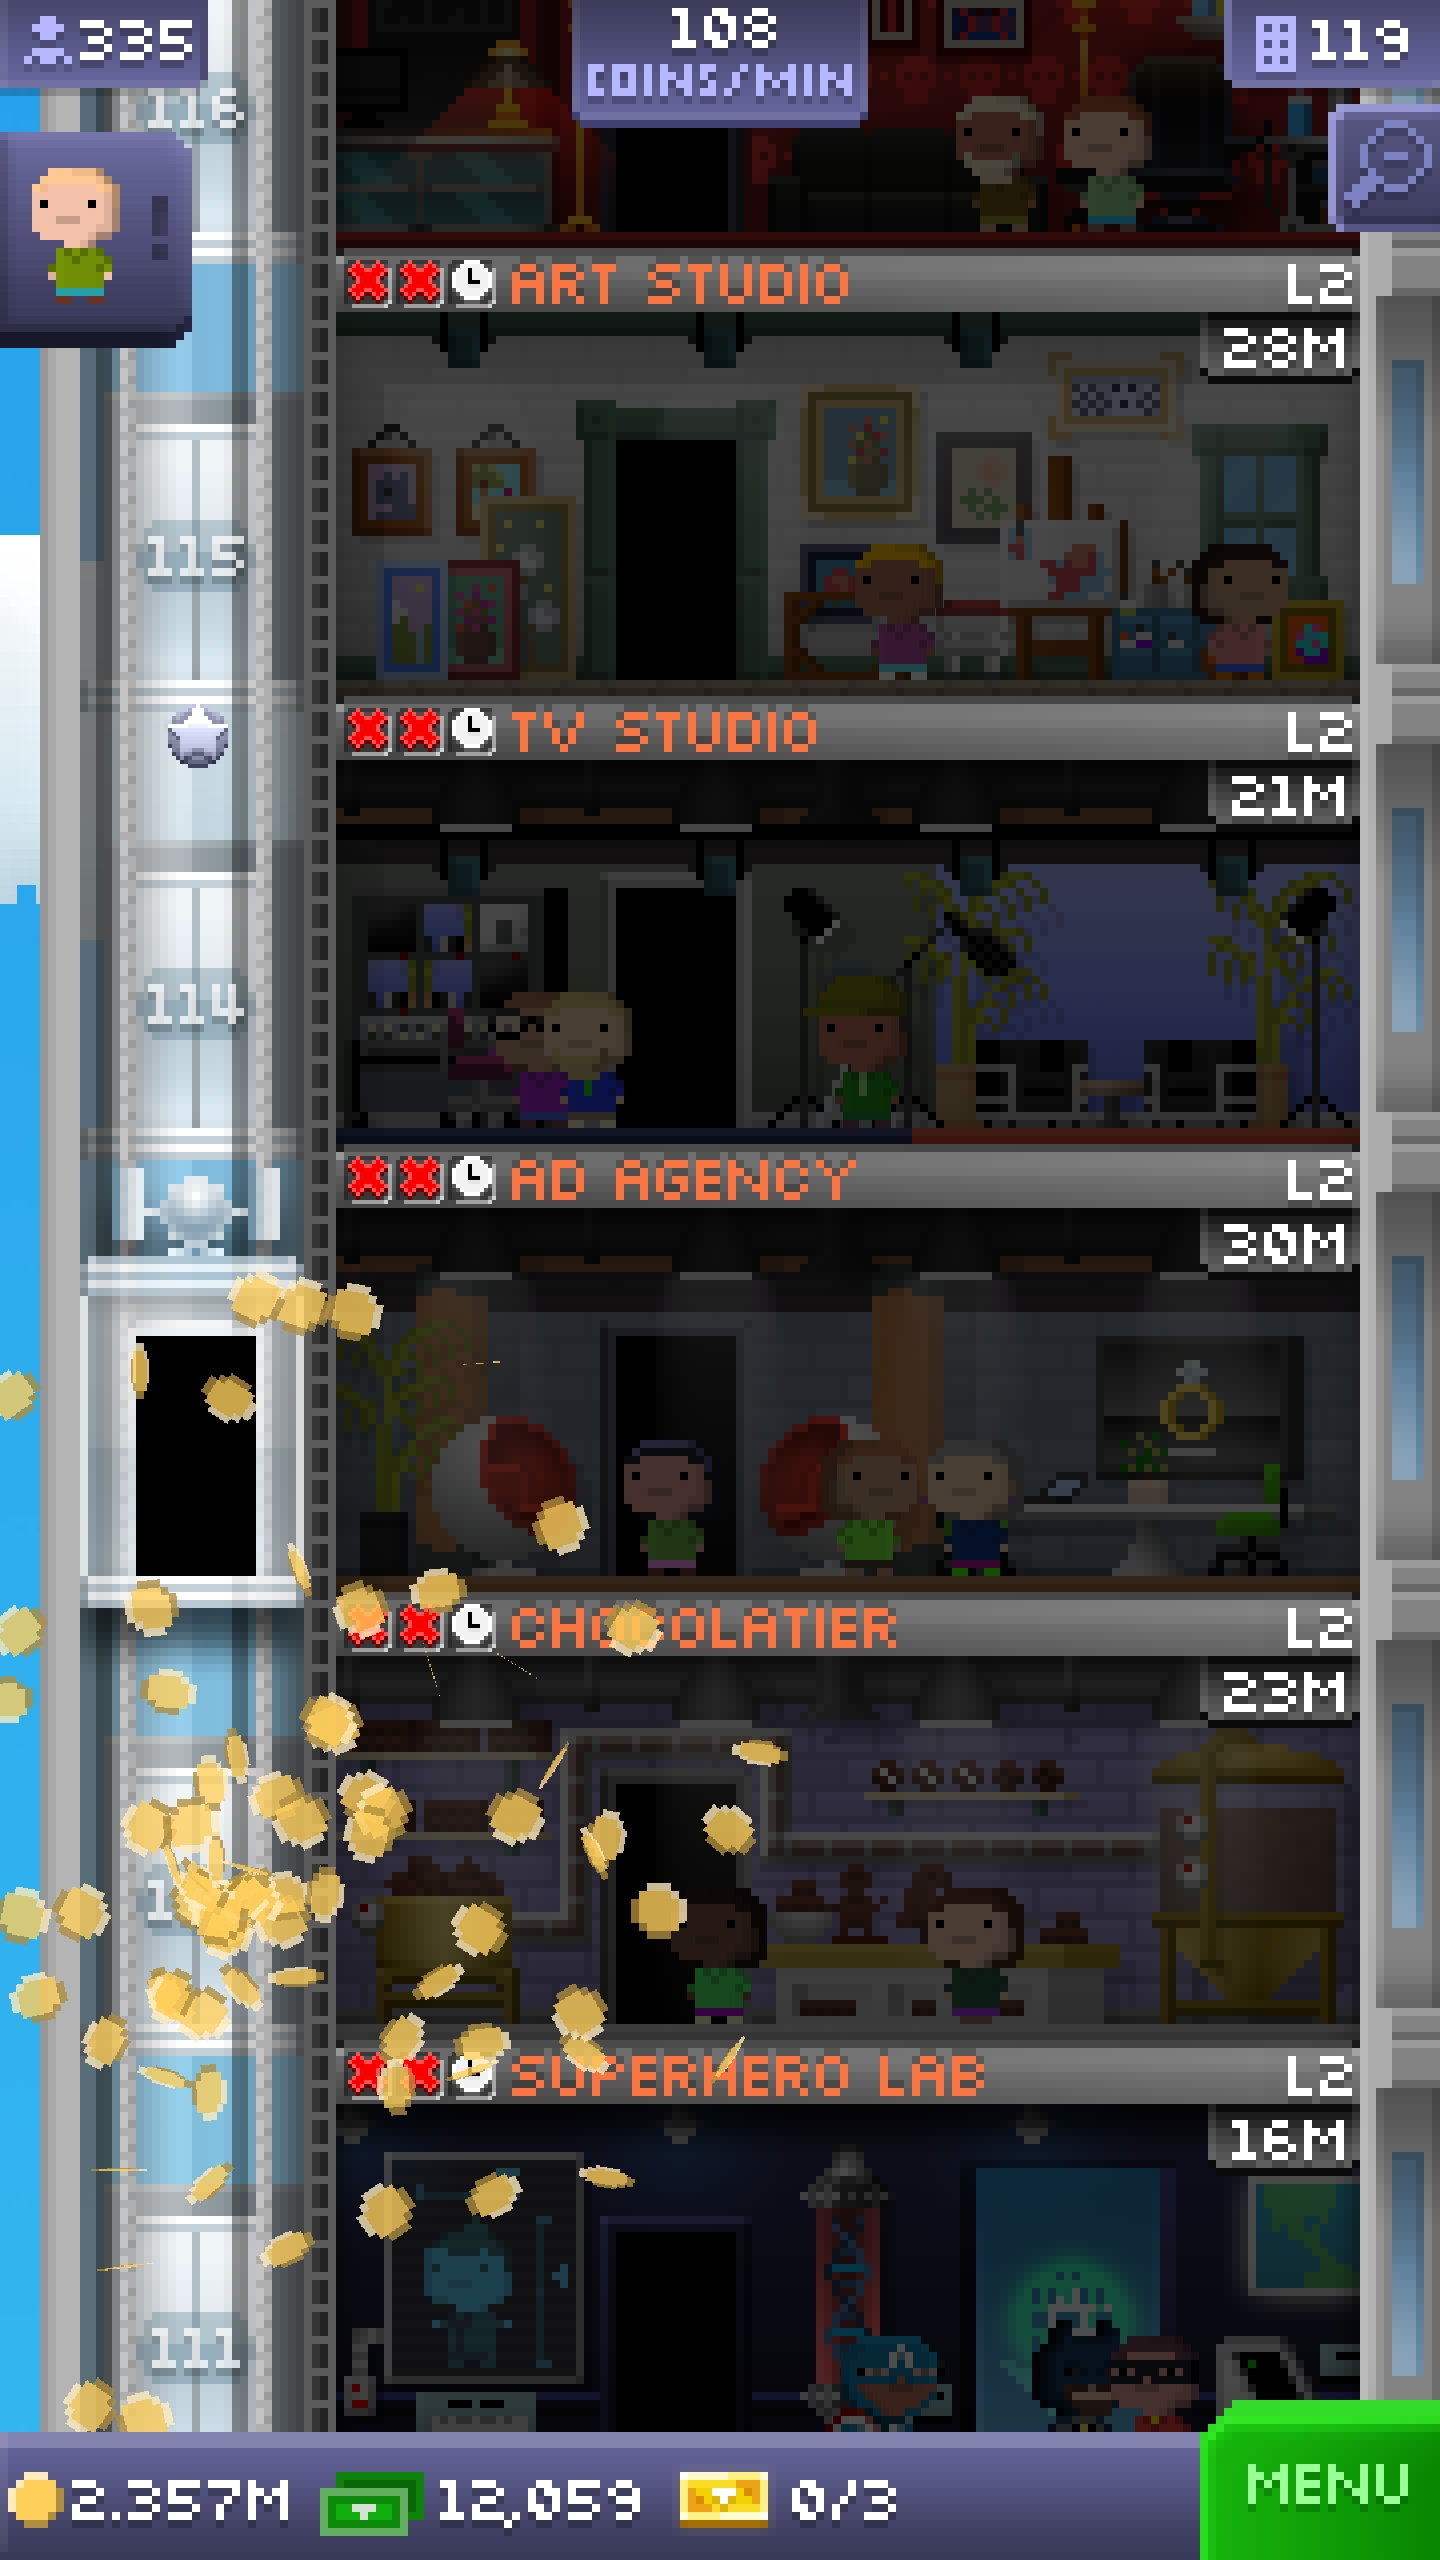 335
108
COINS/MIN
119
116
ART STUDIO L2
28M
115
TV STUDIO L2
21M
114
AD AGENCY L2
30M
CHOCOLATIER L2
23M
SUPERHERO LAB L2
16M
111
2.357M 12,059 0/3
MENU